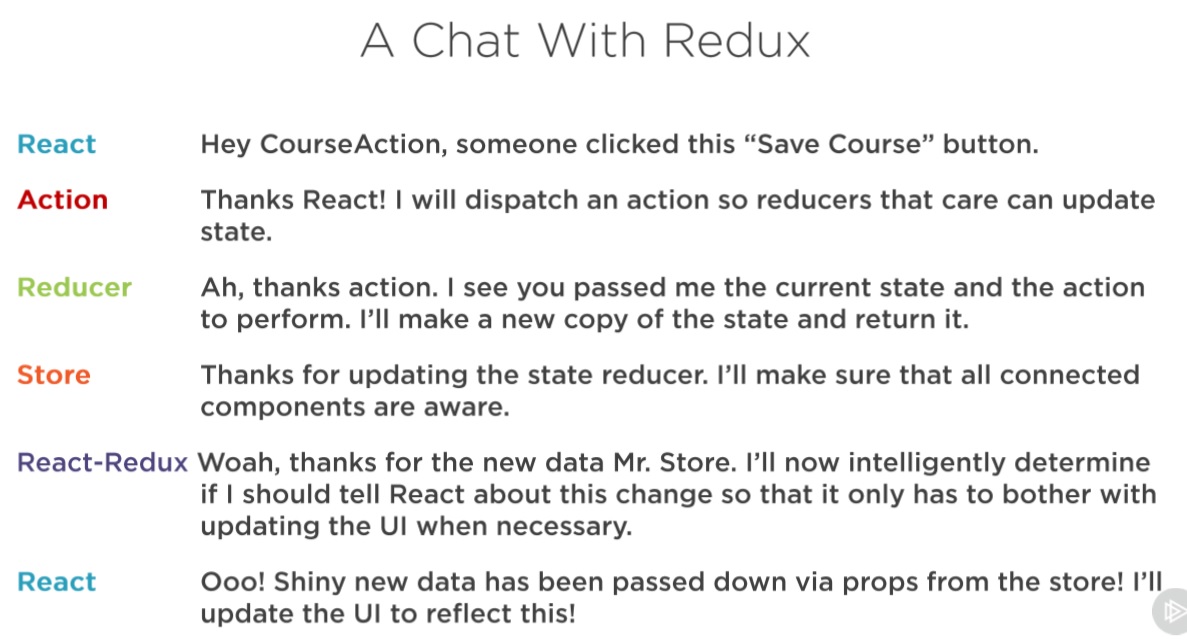 A Chat With Redux
React Hey CourseAction, someone clicked this “Save Course” button.
Action Thanks React! I will dispatch an action so reducers that care can update
state.
Reducer Ah, thanks action. I see you passed me the current state and the action
to perform. I’ll make a new copy of the state and return it.
Store Thanks for updating the state reducer. I’ll make sure that all connected
components are aware.
React-Redux Woah, thanks for the new data Mr. Store. I’ll now intelligently determine
if I should tell React about this change so that it only has to bother with
updating the UI when necessary.
React Ooo! Shiny new data has been passed down via props from the store! I’ll
update the UI to reflect this!